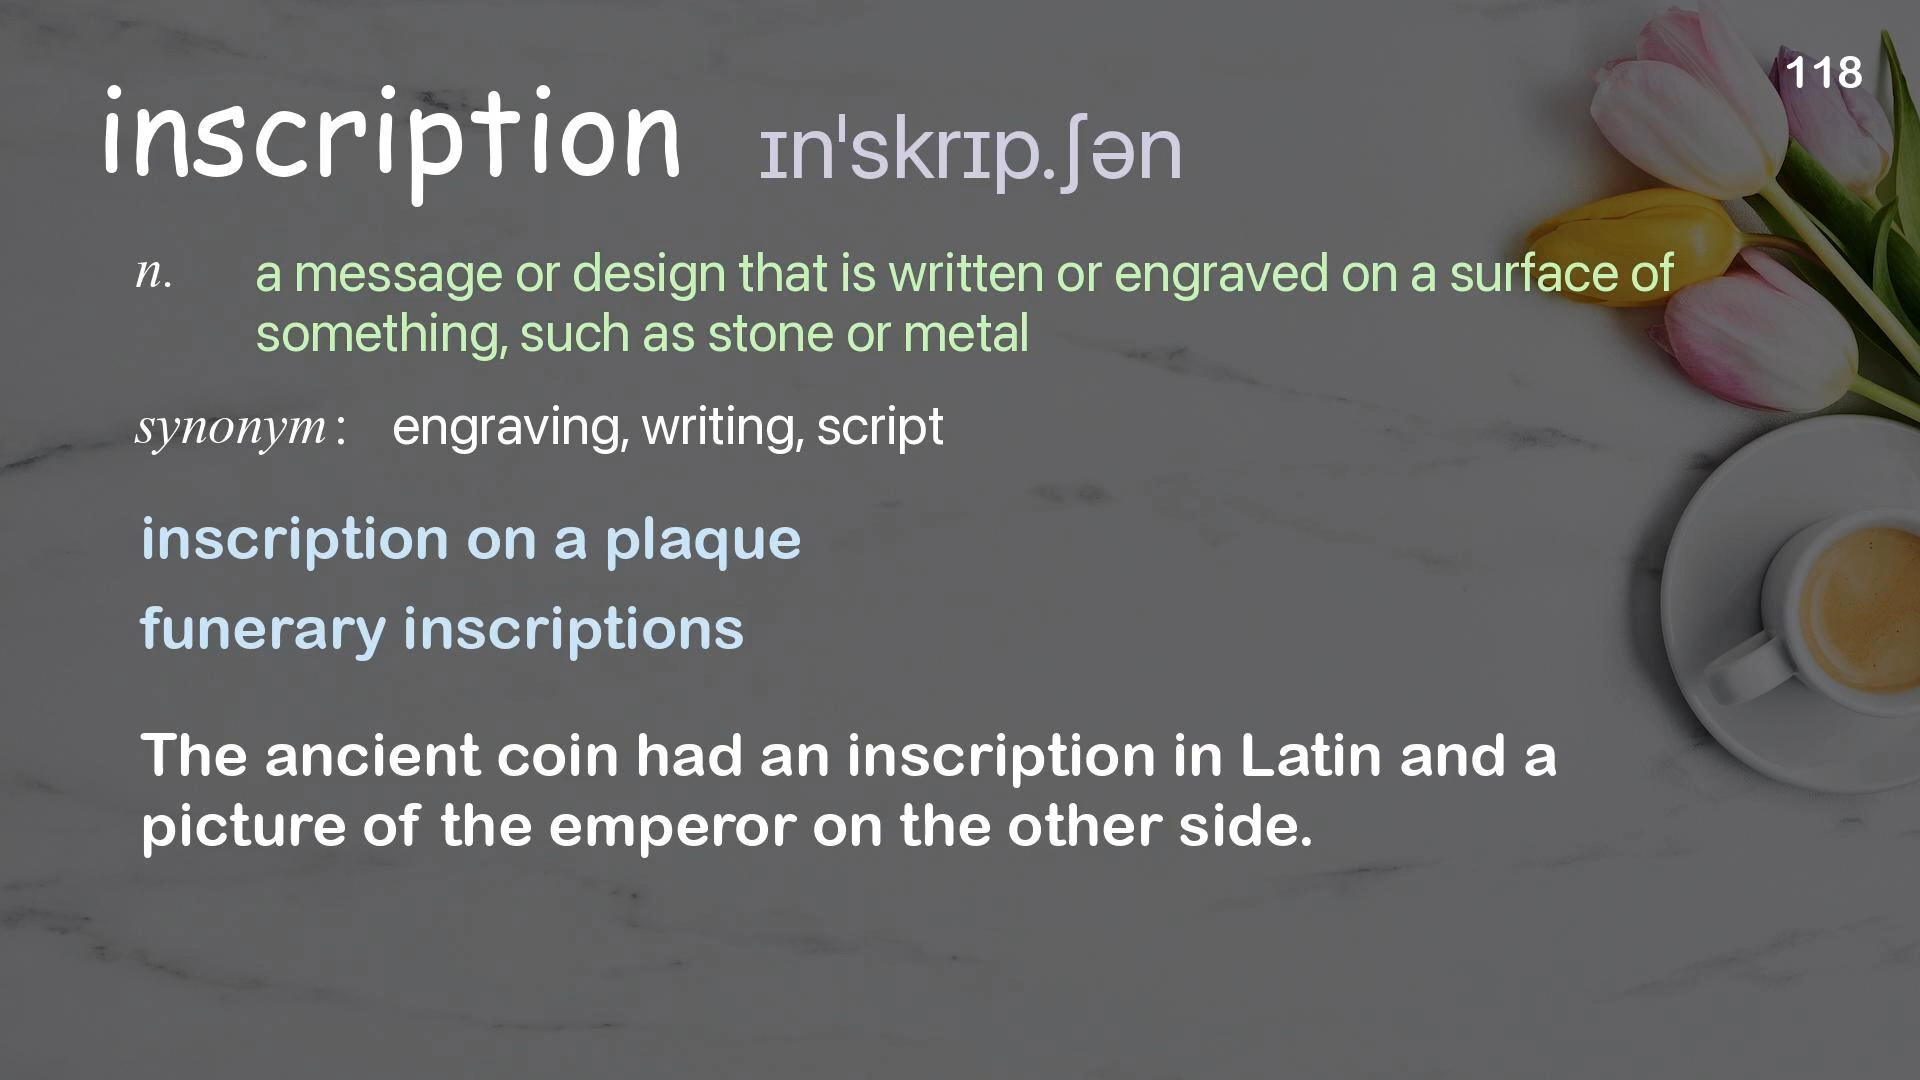 118
inscription ɪnˈskrɪp.ʃən
n. a message or design that is written or engraved on a surface of
something, such as stone or metal
synonym: engraving, writing, script
inscription on a plaque
funerary inscriptions
The ancient coin had an inscription in Latin and a
picture of the emperor on the other side.